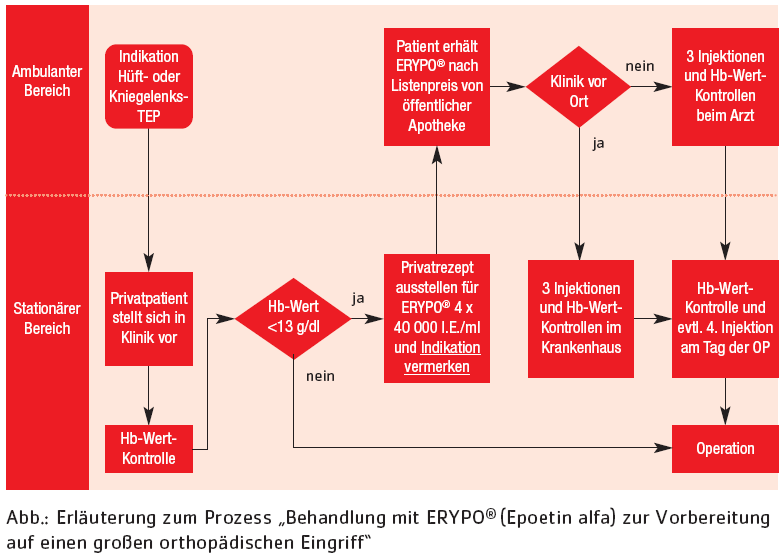 Ambulanter
Bereich
Indikation
Hüft- oder
Kniegelenks-
TEP
Patient erhält
ERYPO® nach
Listenpreis von
öffentlicher
Apotheke
Klinik vor
Ort
nein
3 Injektionen
und Hb-Wert-
Kontrollen
beim Arzt
ja
Stationärer
Bereich
Privatpatient
stellt sich in
Klinik vor
Hb-Wert-
Kontrolle
Hb-Wert
<13 g/dl
ja
nein
Privatrezept
ausstellen für
ERYPO® 4 x
40 000 I.E./ml
und Indikation
vermerken
3 Injektionen
und Hb-Wert-
Kontrollen im
Krankenhaus
Hb-Wert-
Kontrolle und
evtl. 4. Injektion
am Tag der OP
Operation
Abb.: Erläuterung zum Prozess „Behandlung mit ERYPO® (Epoetin alfa) zur Vorbereitung
auf einen großen orthopädischen Eingriff“